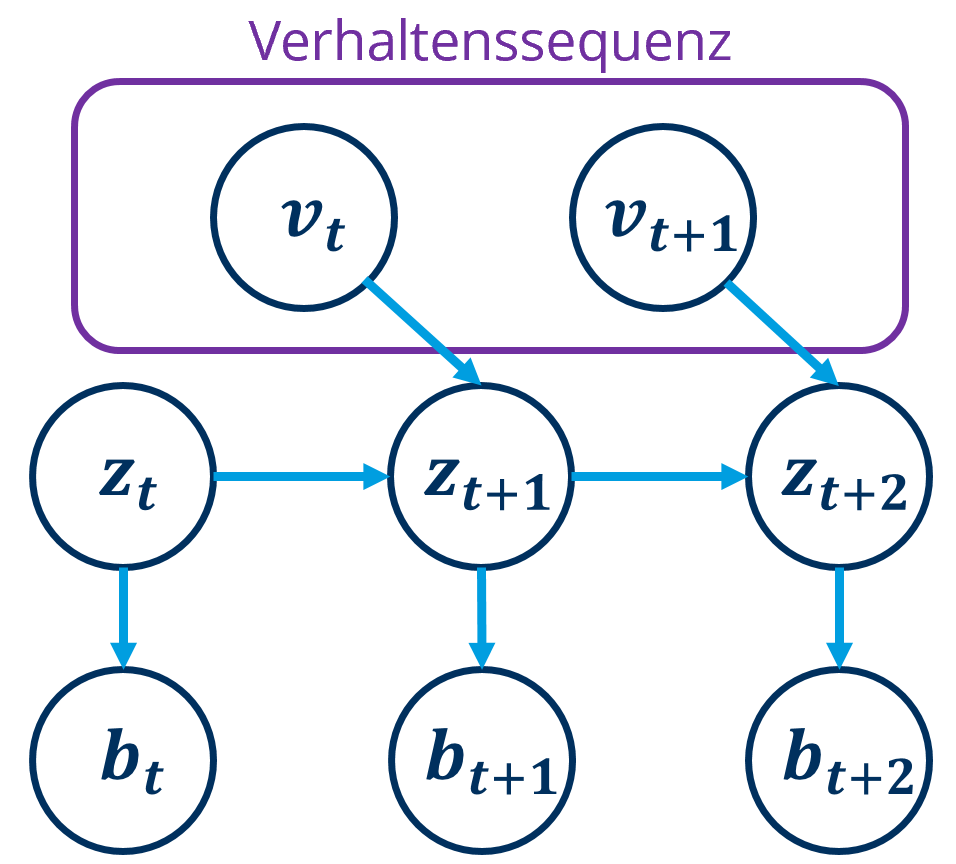 Verhaltenssequenz
v_t v_{t+1}
z_t z_{t+1} z_{t+2}
b_t b_{t+1} b_{t+2}